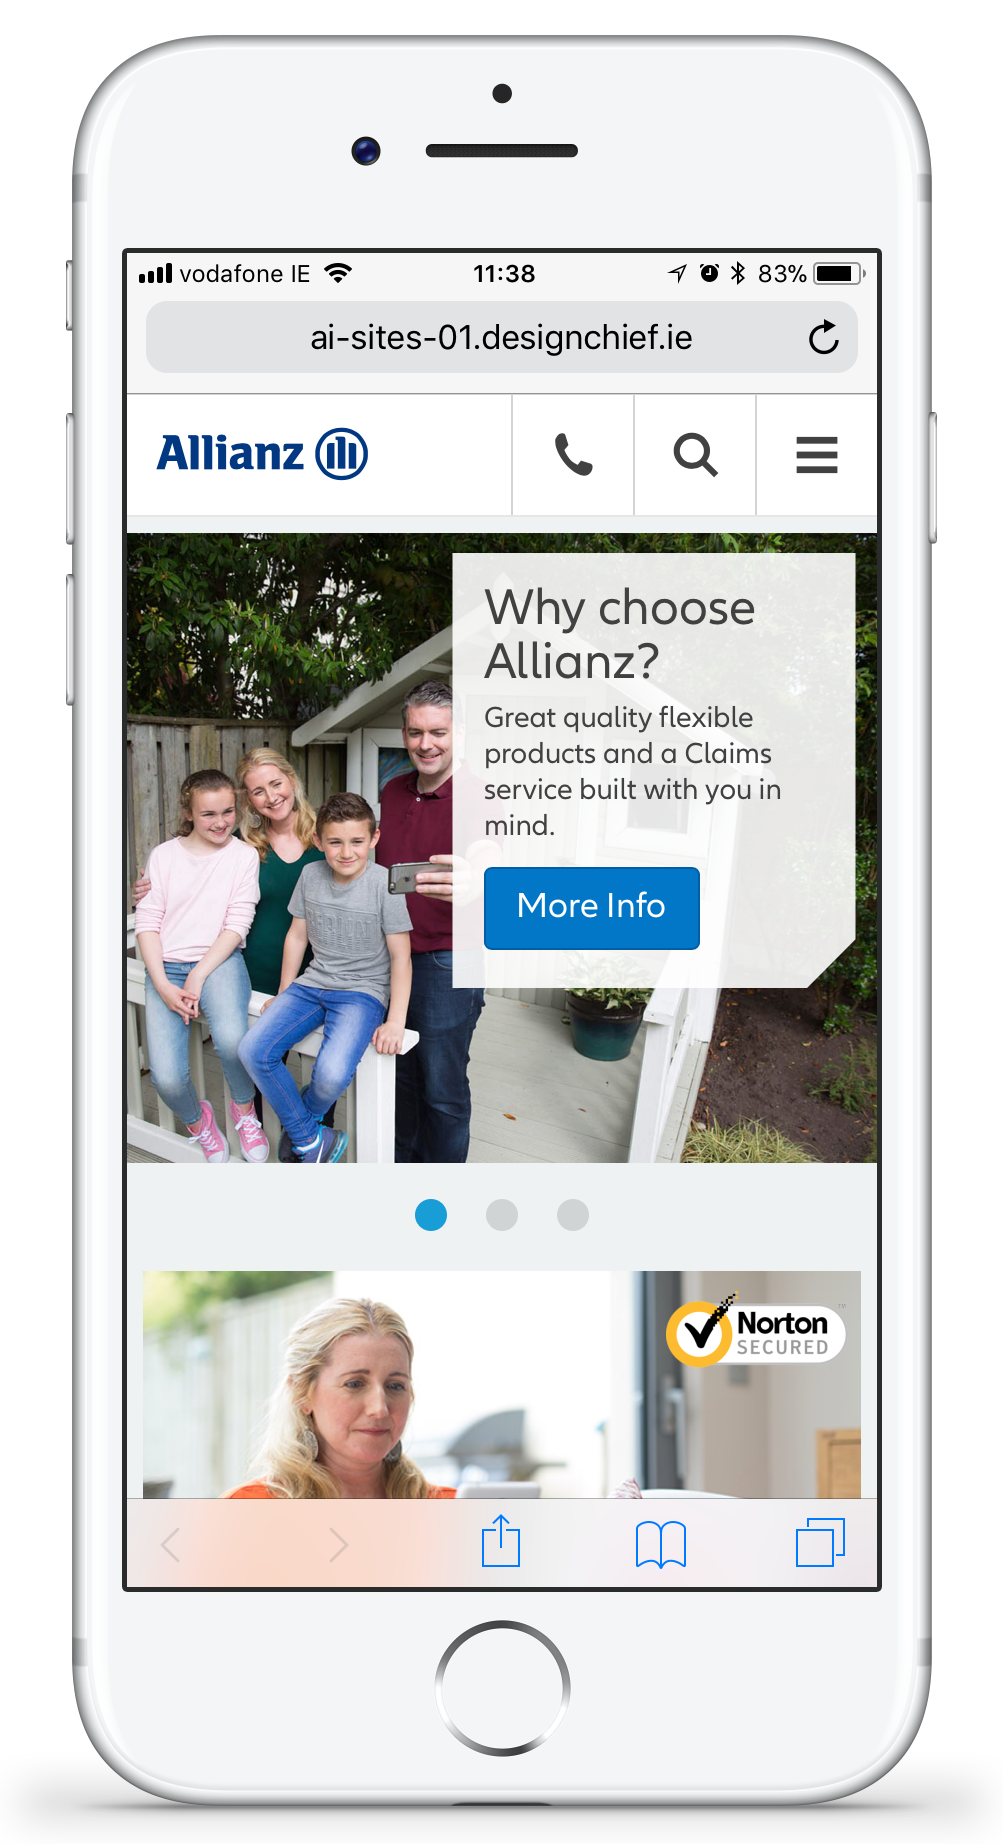 vodafone IE 11:38 83%
ai-sites-01.designchief.ie
Allianz
Why choose
Allianz?
Great quality flexible
products and a Claims
service built with you in
mind.
More Info
Norton
SECURED